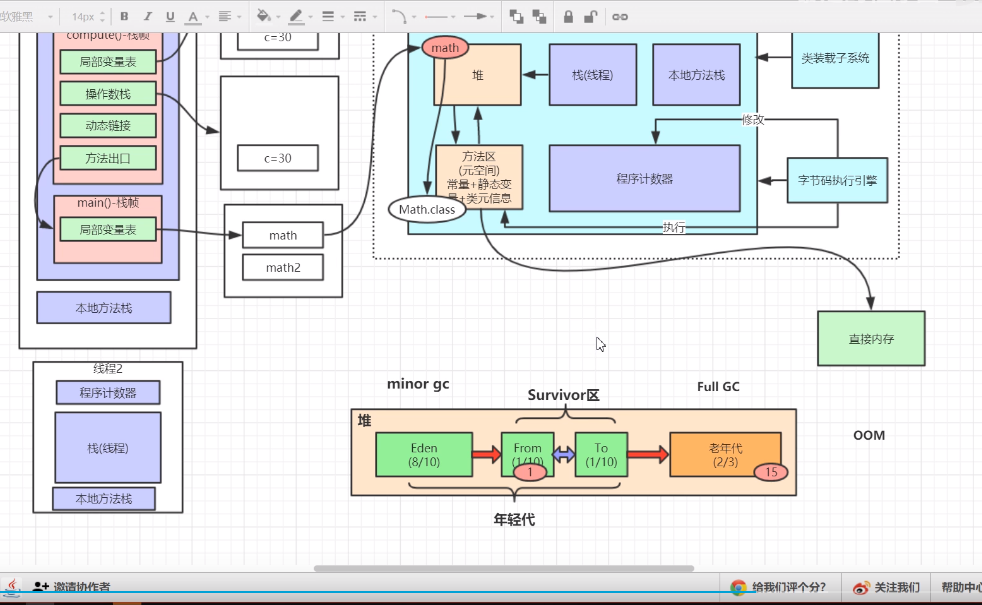 软雅黑
14px
B I U A
compute()-栈帧
局部变量表
操作数栈
动态链接
方法出口
main()-栈帧
局部变量表
本地方法栈
c=30
c=30
math
math2
math
堆
栈(线程)
本地方法栈
类装载子系统
修改
方法区
(元空间)
常量+静态变
量+类元信息
Math.class
程序计数器
字节码执行引擎
执行
直接内存
线程2
程序计数器
栈(线程)
本地方法栈
minor gc
Survivor区
Full GC
OOM
堆
Eden
(8/10)
From
(1/10)
1
To
(1/10)
老年代
(2/3)
15
年轻代
邀请协作者
给我们评个分?
关注我们
帮助中心